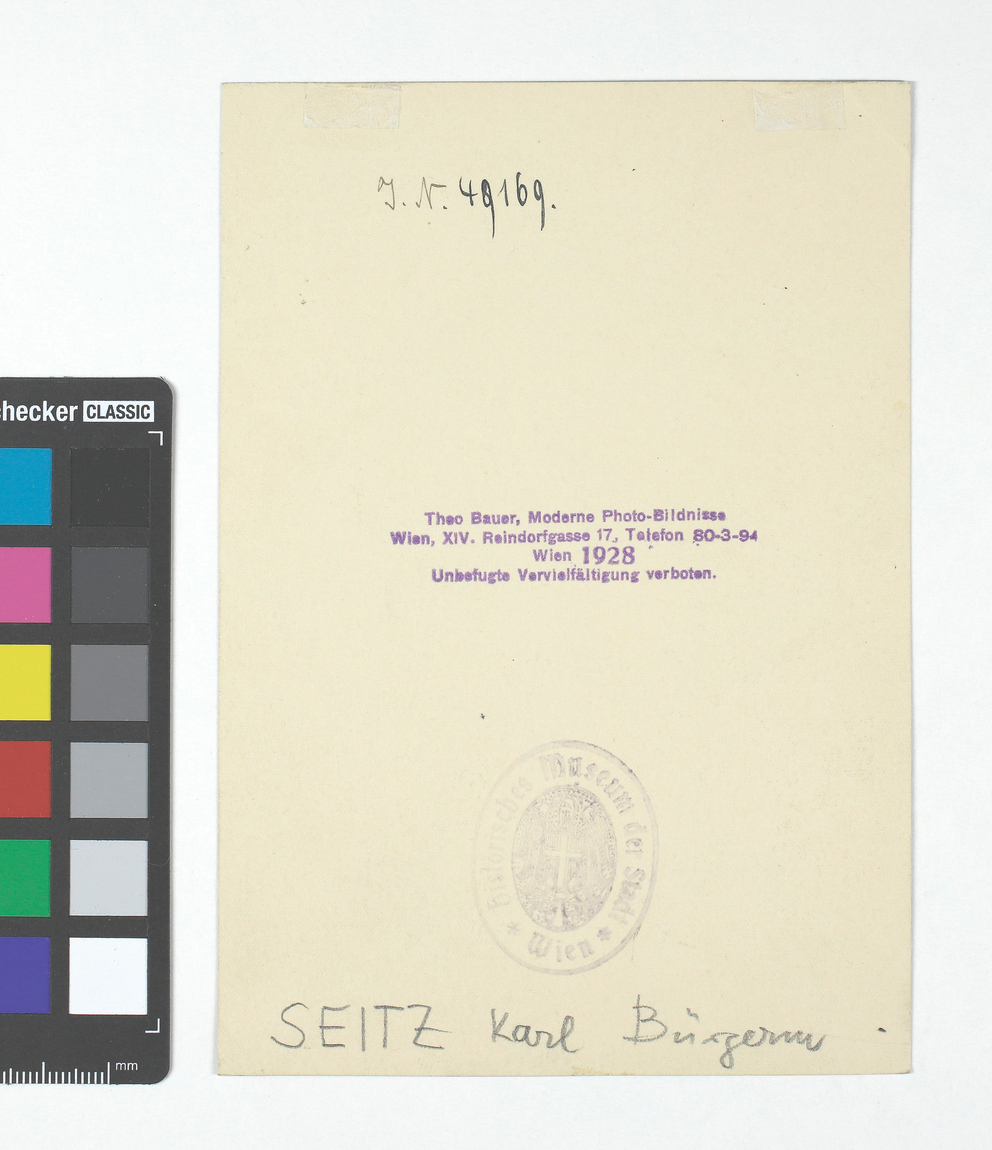 J. N. 49169.
Theo Bauer, Moderne Photo-Bildnisse
Wien, XIV. Reindorfgasse 17, Telefon 80-3-94
Wien 1928
Unbefugte Vervielfältigung verboten.
Historisches Museum der Stadt
* Wien *
SEITZ Karl Bürgerm
hecker CLASSIC
mm